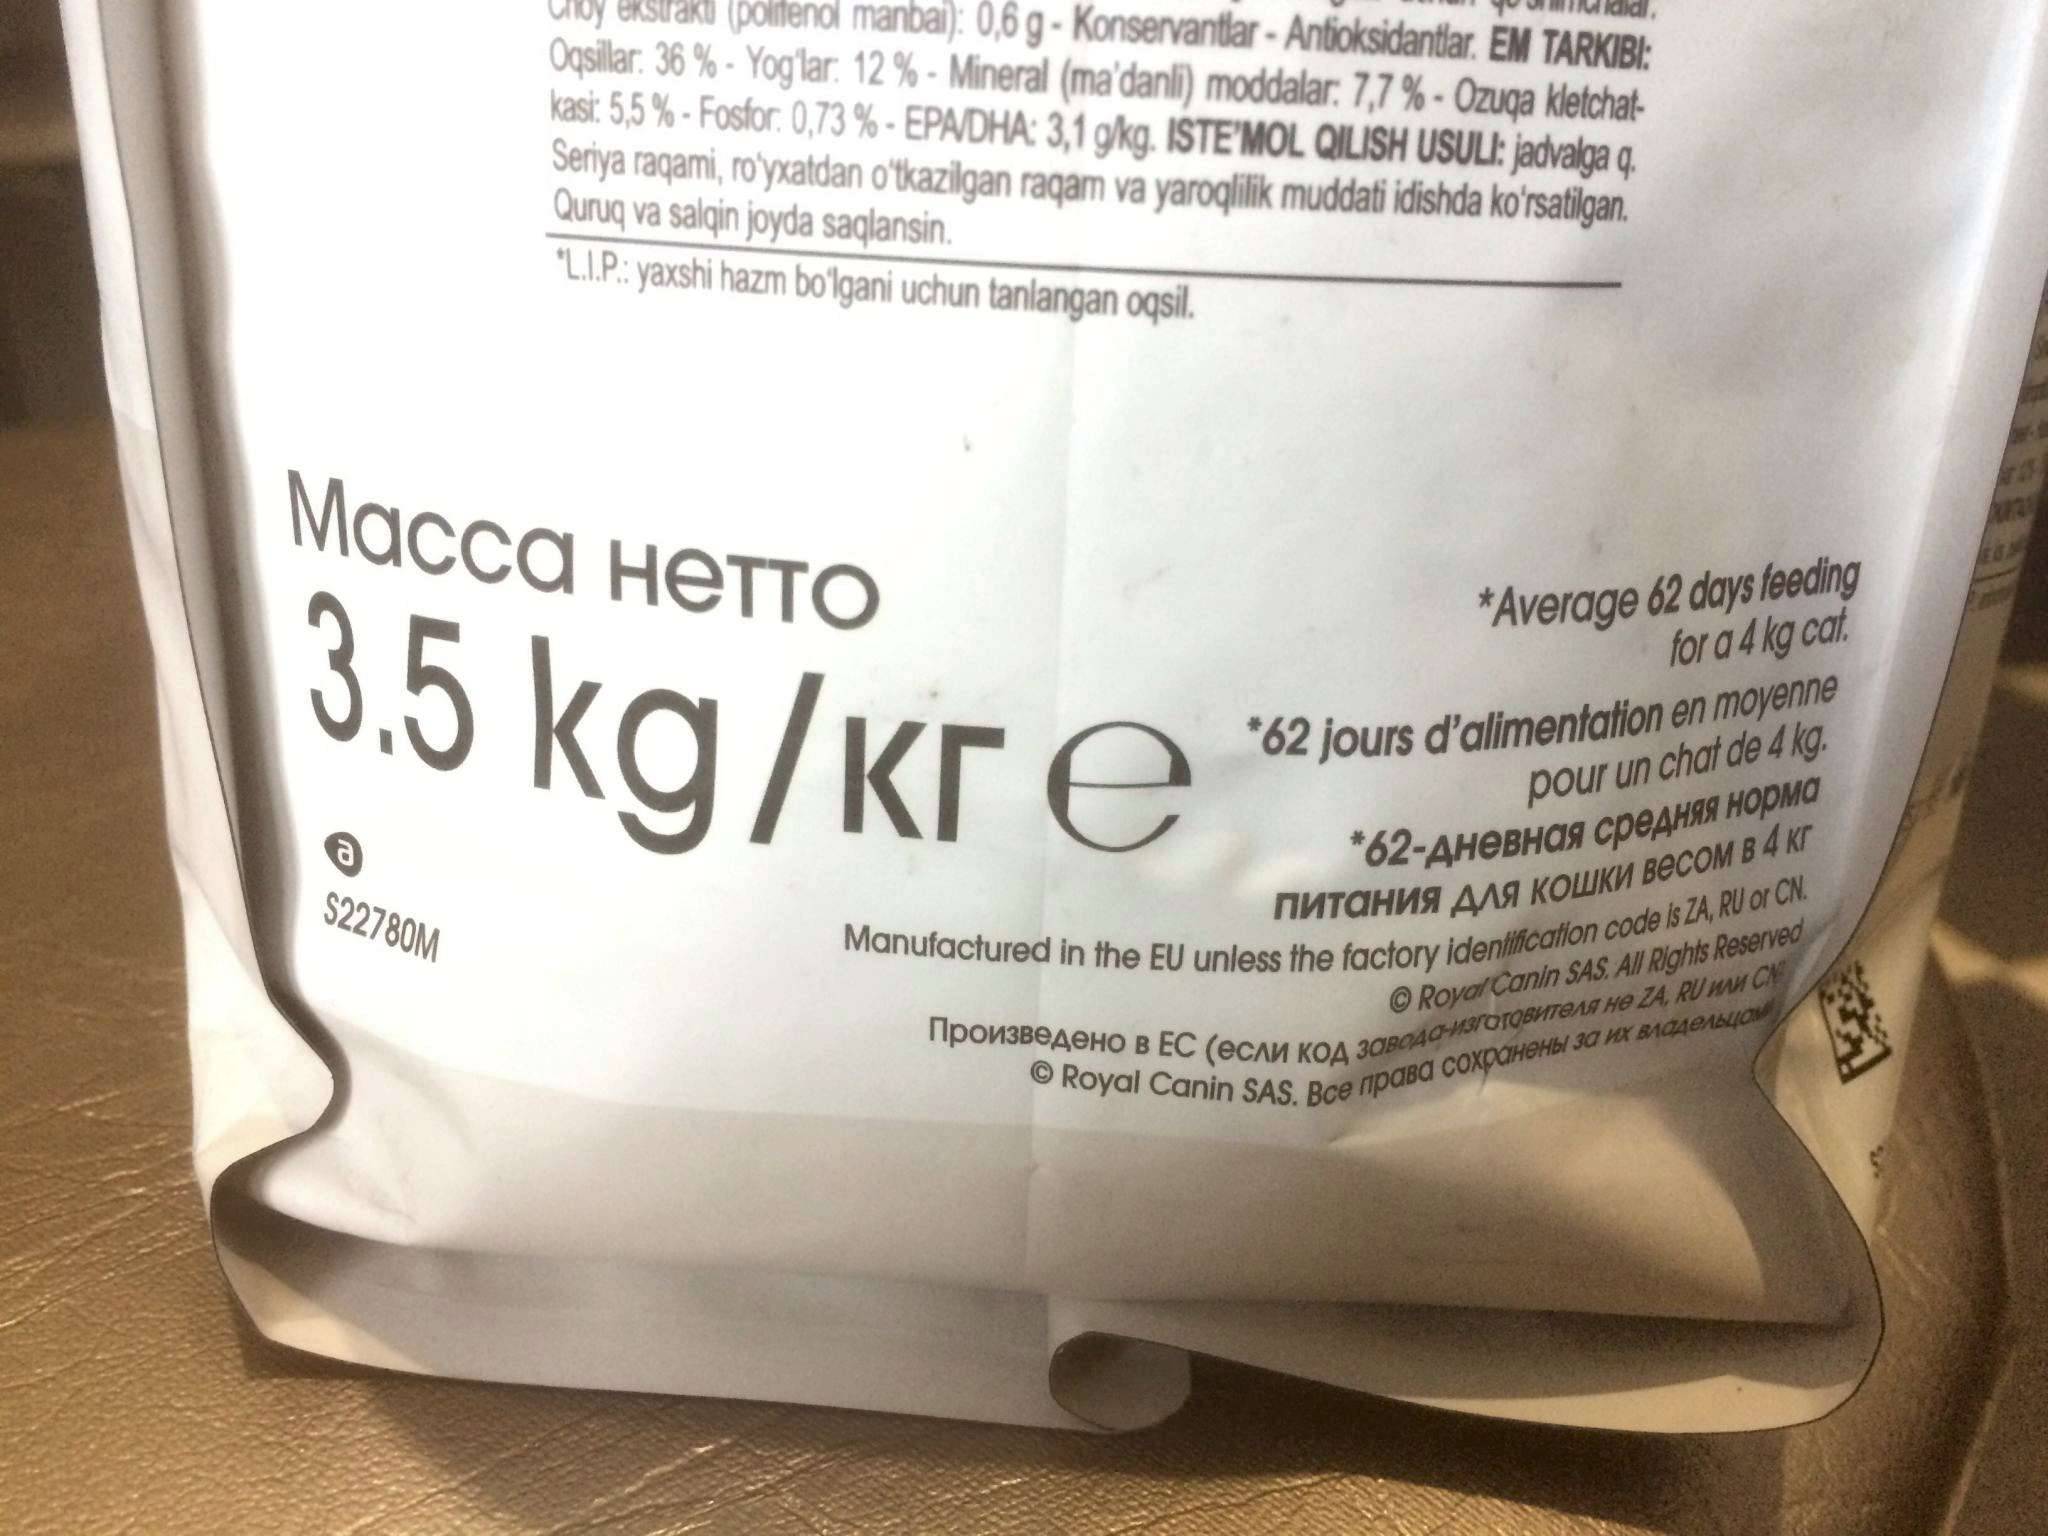 Choy ekstrakti (polifenol manbai): 0,6 g - Konservantlar - Antioksidantlar. EM TARKIBI:
Oqsillar: 36 % - Yog'lar: 12 % - Mineral (ma'danli) moddalar: 7,7 % - Ozuqa kletchat-
kasi: 5,5 % - Fosfor: 0,73 % - EPA/DHA: 3,1 g/kg. ISTE'MOL QILISH USULI: jadvalga q.
Seriya raqami, ro'yxatdan o'tkazilgan raqam va yaroqlilik muddati idishda ko'rsatilgan.
Quruq va salqin joyda saqlansin.
*L.I.P.: yaxshi hazm bo'lgani uchun tanlangan oqsil.
Масса нетто
3.5 kg/кг e
a
S22780M
*Average 62 days feeding
for a 4 kg cat.
*62 jours d'alimentation en moyenne
pour un chat de 4 kg.
*62-дневная средняя норма
питания для кошки весом в 4 кг
Manufactured in the EU unless the factory identification code is ZA, RU or CN.
© Royal Canin SAS. All Rights Reserved
Произведено в ЕС (если код завода-изготовителя не ZA, RU или CN
© Royal Canin SAS. Все права сохранены за их владельцами